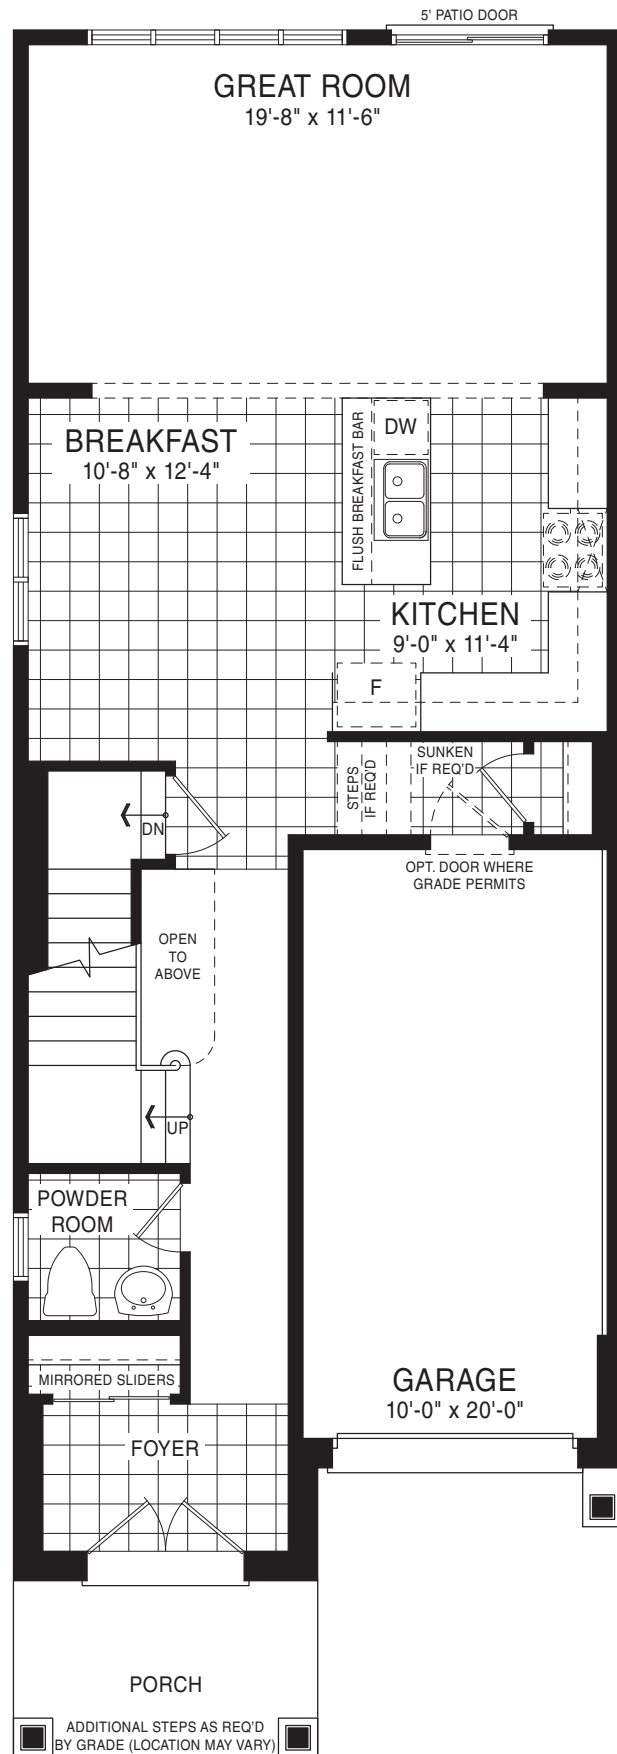 5' PATIO DOOR
GREAT ROOM
19'-8" x 11'-6"
BREAKFAST
10'-8" x 12'-4"
FLUSH BREAKFAST BAR
DW
KITCHEN
9'-0" x 11'-4"
F
STEPS
IF REQ'D
SUNKEN
IF REQ'D
DN
OPT. DOOR WHERE
GRADE PERMITS
OPEN
TO
ABOVE
UP
POWDER
ROOM
MIRRORED SLIDERS
GARAGE
10'-0" x 20'-0"
FOYER
PORCH
ADDITIONAL STEPS AS REQ'D
BY GRADE (LOCATION MAY VARY)